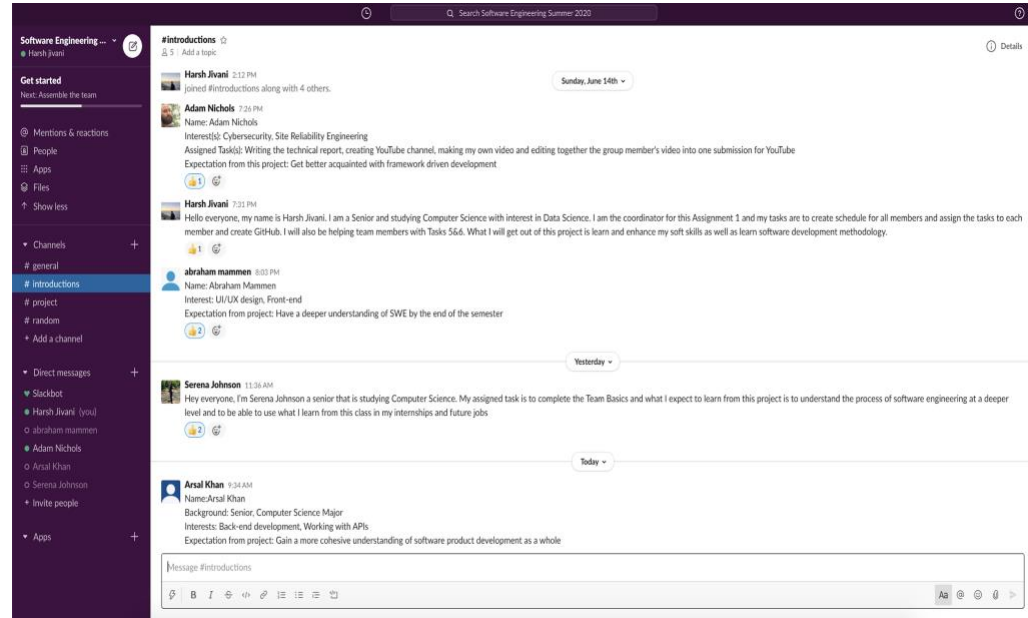 Search Software Engineering Summer 2020
Software Engineering ...
Harsh Jivani
Get started
Next: Assemble the team
Mentions & reactions
People
Apps
Files
Show less
Channels
# general
# introductions
# project
# random
+ Add a channel
Direct messages
Slackbot
Harsh Jivani (you)
abraham mammen
Adam Nichols
Arsal Khan
Serena Johnson
+ Invite people
Apps
#introductions
5 | Add a topic
Details
Sunday, June 14th
Harsh Jivani 2:12 PM
joined #introductions along with 4 others.
Adam Nichols 7:26 PM
Name: Adam Nichols
Interest(s): Cybersecurity, Site Reliability Engineering
Assigned Task(s): Writing the technical report, creating YouTube channel, making my own video and editing together the group member's video into one submission for YouTube
Expectation from this project: Get better acquainted with framework driven development
1
Harsh Jivani 7:31 PM
Hello everyone, my name is Harsh Jivani. I am a Senior and studying Computer Science with interest in Data Science. I am the coordinator for this Assignment 1 and my tasks are to create schedule for all members and assign the tasks to each
member and create GitHub. I will also be helping team members with Tasks 5&6. What I will get out of this project is learn and enhance my soft skills as well as learn software development methodology.
1
abraham mammen 8:03 PM
Name: Abraham Mammen
Interest: UI/UX design, Front-end
Expectation from project: Have a deeper understanding of SWE by the end of the semester
2
Yesterday
Serena Johnson 11:36 AM
Hey everyone, I'm Serena Johnson a senior that is studying Computer Science. My assigned task is to complete the Team Basics and what I expect to learn from this project is to understand the process of software engineering at a deeper
level and to be able to use what I learn from this class in my internships and future jobs
2
Today
Arsal Khan 9:34 AM
Name:Arsal Khan
Background: Senior, Computer Science Major
Interests: Back-end development, Working with APIs
Expectation from project: Gain a more cohesive understanding of software product development as a whole
Message #introductions
B I Aa @